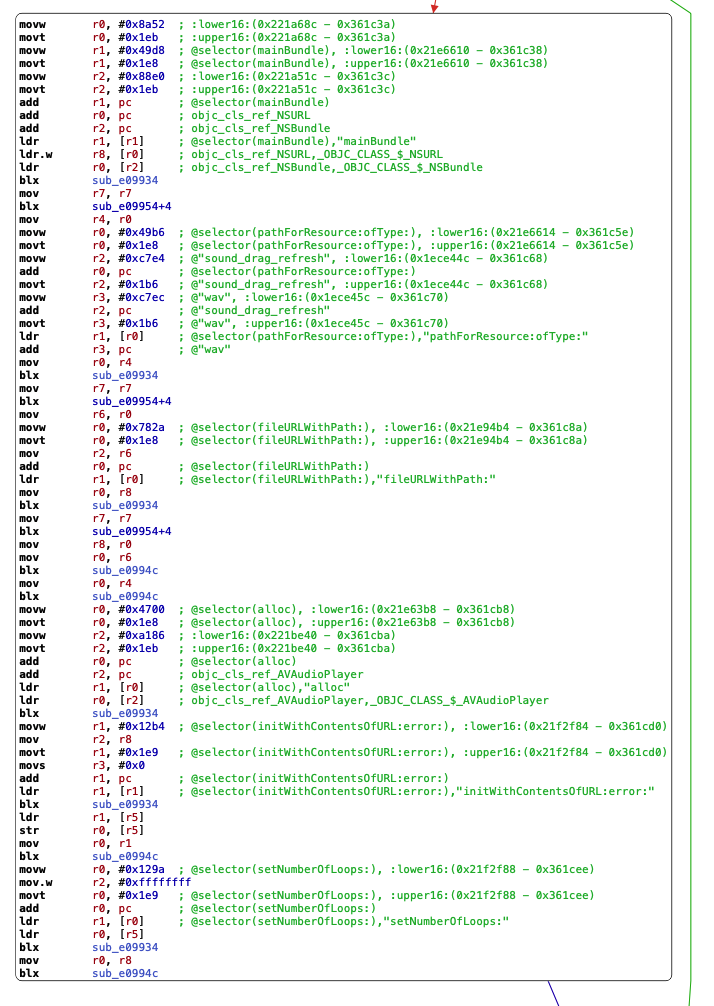 movw r0, #0x8a52 ; :lower16:(0x221a68c - 0x361c3a)
movt r0, #0x1eb ; :upper16:(0x221a68c - 0x361c3a)
movw r1, #0x49d8 ; @selector(mainBundle), :lower16:(0x21e6610 - 0x361c38)
movt r1, #0x1e8 ; @selector(mainBundle), :upper16:(0x21e6610 - 0x361c38)
movw r2, #0x88e0 ; :lower16:(0x221a51c - 0x361c3c)
movt r2, #0x1eb ; :upper16:(0x221a51c - 0x361c3c)
add r1, pc ; @selector(mainBundle)
add r0, pc ; objc_cls_ref_NSURL
add r2, pc ; objc_cls_ref_NSBundle
ldr r1, [r1] ; @selector(mainBundle),"mainBundle"
ldr.w r8, [r0] ; objc_cls_ref_NSURL,_OBJC_CLASS_$_NSURL
ldr r0, [r2] ; objc_cls_ref_NSBundle,_OBJC_CLASS_$_NSBundle
blx sub_e09934
mov r7, r7
blx sub_e09954+4
mov r4, r0
movw r0, #0x49b6 ; @selector(pathForResource:ofType:), :lower16:(0x21e6614 - 0x361c5e)
movt r0, #0x1e8 ; @selector(pathForResource:ofType:), :upper16:(0x21e6614 - 0x361c5e)
movw r2, #0xc7e4 ; @"sound_drag_refresh", :lower16:(0x1ece44c - 0x361c68)
add r0, pc ; @selector(pathForResource:ofType:)
movt r2, #0x1b6 ; @"sound_drag_refresh", :upper16:(0x1ece44c - 0x361c68)
movw r3, #0xc7ec ; @"wav", :lower16:(0x1ece45c - 0x361c70)
add r2, pc ; @"sound_drag_refresh"
movt r3, #0x1b6 ; @"wav", :upper16:(0x1ece45c - 0x361c70)
ldr r1, [r0] ; @selector(pathForResource:ofType:),"pathForResource:ofType:"
add r3, pc ; @"wav"
mov r0, r4
blx sub_e09934
mov r7, r7
blx sub_e09954+4
mov r6, r0
movw r0, #0x782a ; @selector(fileURLWithPath:), :lower16:(0x21e94b4 - 0x361c8a)
movt r0, #0x1e8 ; @selector(fileURLWithPath:), :upper16:(0x21e94b4 - 0x361c8a)
mov r2, r6
add r0, pc ; @selector(fileURLWithPath:)
ldr r1, [r0] ; @selector(fileURLWithPath:),"fileURLWithPath:"
mov r0, r8
blx sub_e09934
mov r7, r7
blx sub_e09954+4
mov r8, r0
mov r0, r6
blx sub_e0994c
mov r0, r4
blx sub_e0994c
movw r0, #0x4700 ; @selector(alloc), :lower16:(0x21e63b8 - 0x361cb8)
movt r0, #0x1e8 ; @selector(alloc), :upper16:(0x21e63b8 - 0x361cb8)
movw r2, #0xa186 ; :lower16:(0x221be40 - 0x361cba)
movt r2, #0x1eb ; :upper16:(0x221be40 - 0x361cba)
add r0, pc ; @selector(alloc)
add r2, pc ; objc_cls_ref_AVAudioPlayer
ldr r1, [r0] ; @selector(alloc),"alloc"
ldr r0, [r2] ; objc_cls_ref_AVAudioPlayer,_OBJC_CLASS_$_AVAudioPlayer
blx sub_e09934
movw r1, #0x12b4 ; @selector(initWithContentsOfURL:error:), :lower16:(0x21f2f84 - 0x361cd0)
mov r2, r8
movt r1, #0x1e9 ; @selector(initWithContentsOfURL:error:), :upper16:(0x21f2f84 - 0x361cd0)
movs r3, #0x0
add r1, pc ; @selector(initWithContentsOfURL:error:)
ldr r1, [r1] ; @selector(initWithContentsOfURL:error:),"initWithContentsOfURL:error:"
blx sub_e09934
ldr r1, [r5]
str r0, [r5]
mov r0, r1
blx sub_e0994c
movw r0, #0x129a ; @selector(setNumberOfLoops:), :lower16:(0x21f2f88 - 0x361cee)
mov.w r2, #0xffffffff
movt r0, #0x1e9 ; @selector(setNumberOfLoops:), :upper16:(0x21f2f88 - 0x361cee)
add r0, pc ; @selector(setNumberOfLoops:)
ldr r1, [r0] ; @selector(setNumberOfLoops:),"setNumberOfLoops:"
ldr r0, [r5]
blx sub_e09934
mov r0, r8
blx sub_e0994c